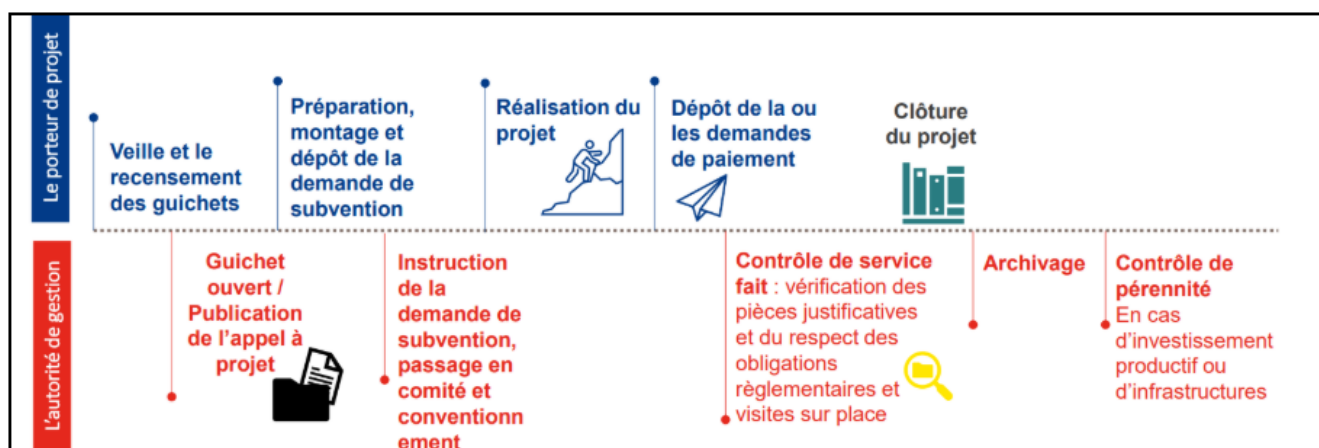 Le porteur de projet
Veille et le
recensement
des guichets
Préparation,
montage et
dépôt de la
demande de
subvention
Réalisation du
projet
Dépôt de la ou
les demandes
de paiement
Clôture
du projet
L'autorité de gestion
Guichet
ouvert /
Publication
de l'appel à
projet
Instruction
de la
demande de
subvention,
passage en
comité et
conventionn
ement
Contrôle de service
fait : vérification des
pièces justificatives
et du respect des
obligations
règlementaires et
visites sur place
Archivage
Contrôle de
pérennité
En cas
d'investissement
productif ou
d'infrastructures